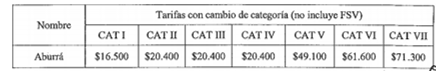 Nombre
Tarifas con cambio de categoría (no incluye FSV)
CAT I CAT II CAT III CAT IV CAT V CAT VI CAT VII
Aburrá $16.500 $20.400 $20.400 $20.400 $49.100 $61.600 $71.300